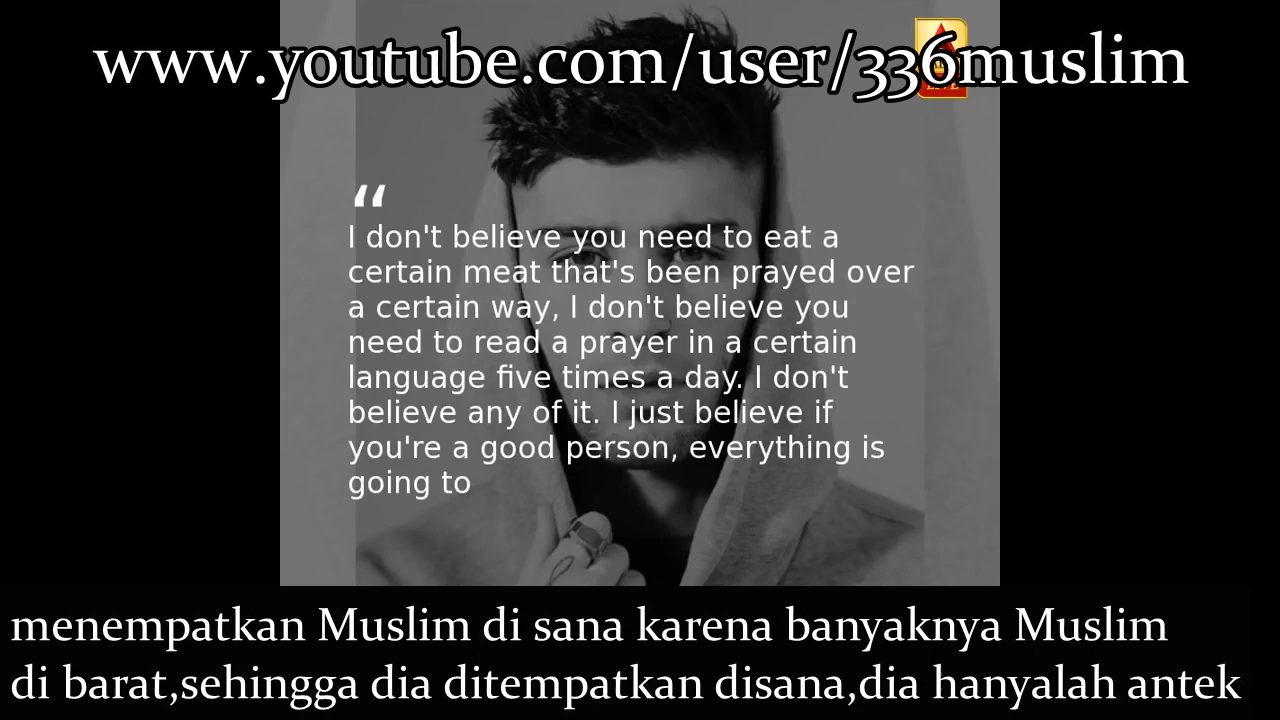 www.youtube.com/user/336muslim
LIVE
“
I don't believe you need to eat a
certain meat that's been prayed over
a certain way, I don't believe you
need to read a prayer in a certain
language five times a day. I don't
believe any of it. I just believe if
you're a good person, everything is
going to
menempatkan Muslim di sana karena banyaknya Muslim
di barat,sehingga dia ditempatkan disana,dia hanyalah antek